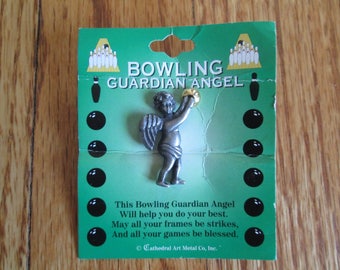 BOWLING
GUARDIAN ANGEL
This Bowling Guardian Angel
Will help you do your best.
May all your frames be strikes,
And all your games be blessed.
© Cathedral Art Metal Co., Inc.